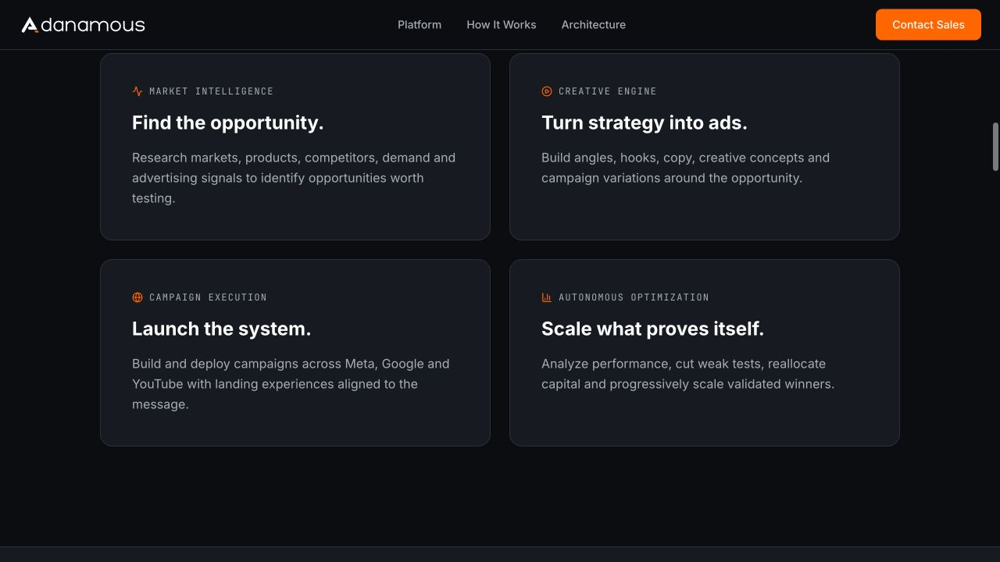 Adanamous
Platform
How It Works
Architecture
Contact Sales
MARKET INTELLIGENCE
Find the opportunity.
Research markets, products, competitors, demand and
advertising signals to identify opportunities worth
testing.
CREATIVE ENGINE
Turn strategy into ads.
Build angles, hooks, copy, creative concepts and
campaign variations around the opportunity.
CAMPAIGN EXECUTION
Launch the system.
Build and deploy campaigns across Meta, Google and
YouTube with landing experiences aligned to the
message.
AUTONOMOUS OPTIMIZATION
Scale what proves itself.
Analyze performance, cut weak tests, reallocate
capital and progressively scale validated winners.